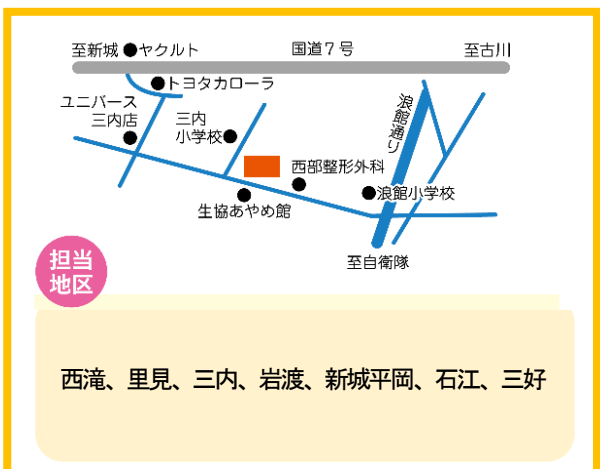 至新城 ヤクルト 国道7号 至古川
トヨタカローラ
ユニバース
三内店
三内
小学校
浪館通り
西部整形外科
浪館小学校
生協あやめ館
至自衛隊
担当
地区
西滝、里見、三内、岩渡、新城平岡、石江、三好